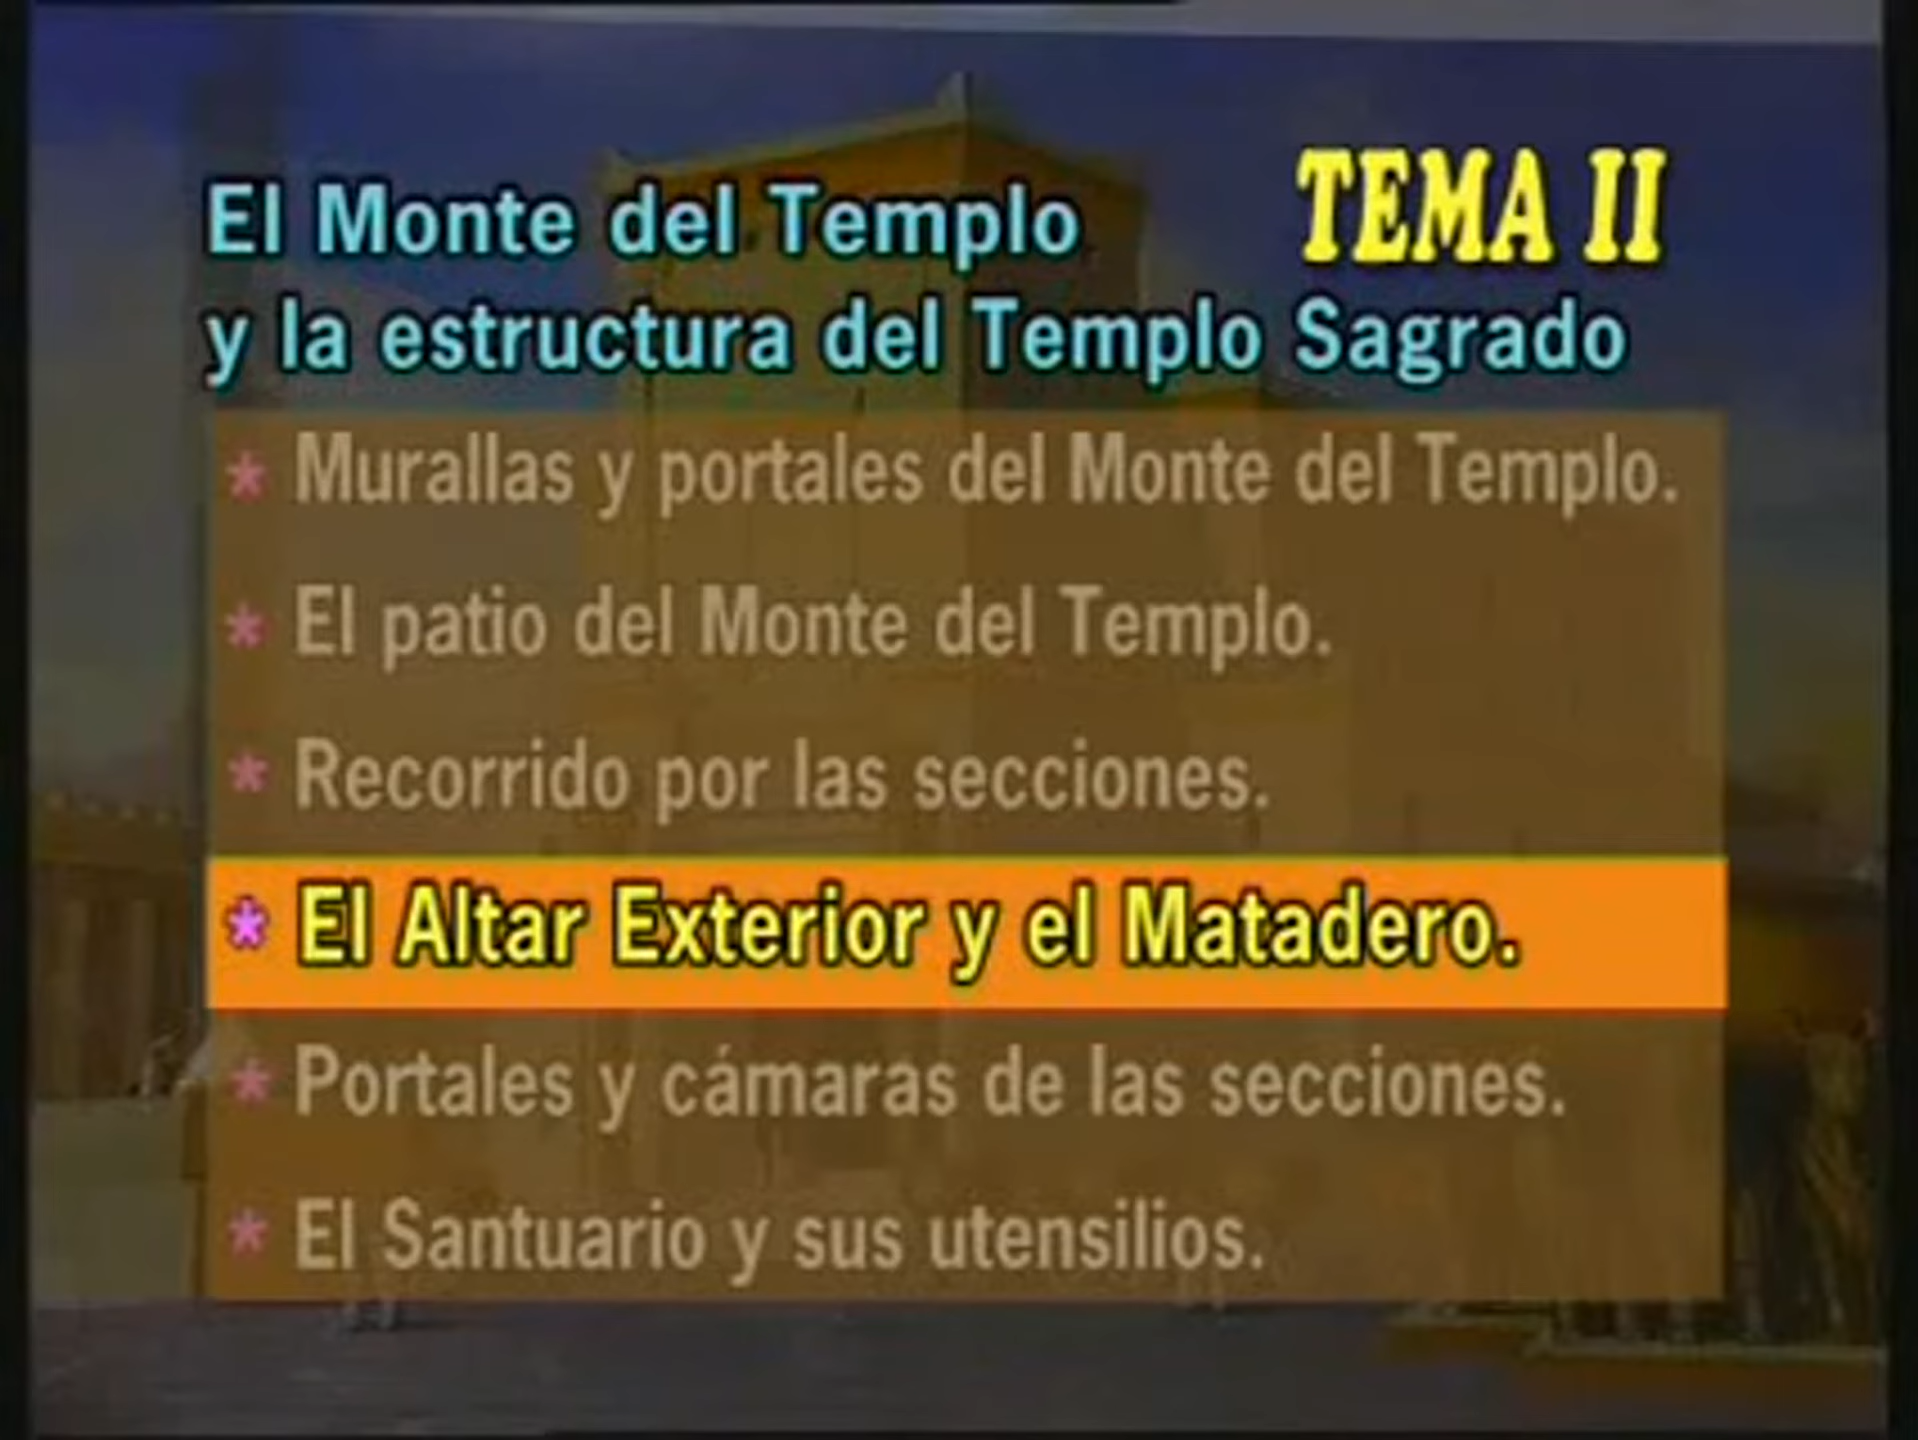 El Monte del Templo TEMA II
y la estructura del Templo Sagrado
* Murallas y portales del Monte del Templo.
* El patio del Monte del Templo.
* Recorrido por las secciones.
* El Altar Exterior y el Matadero.
* Portales y cámaras de las secciones.
* El Santuario y sus utensilios.